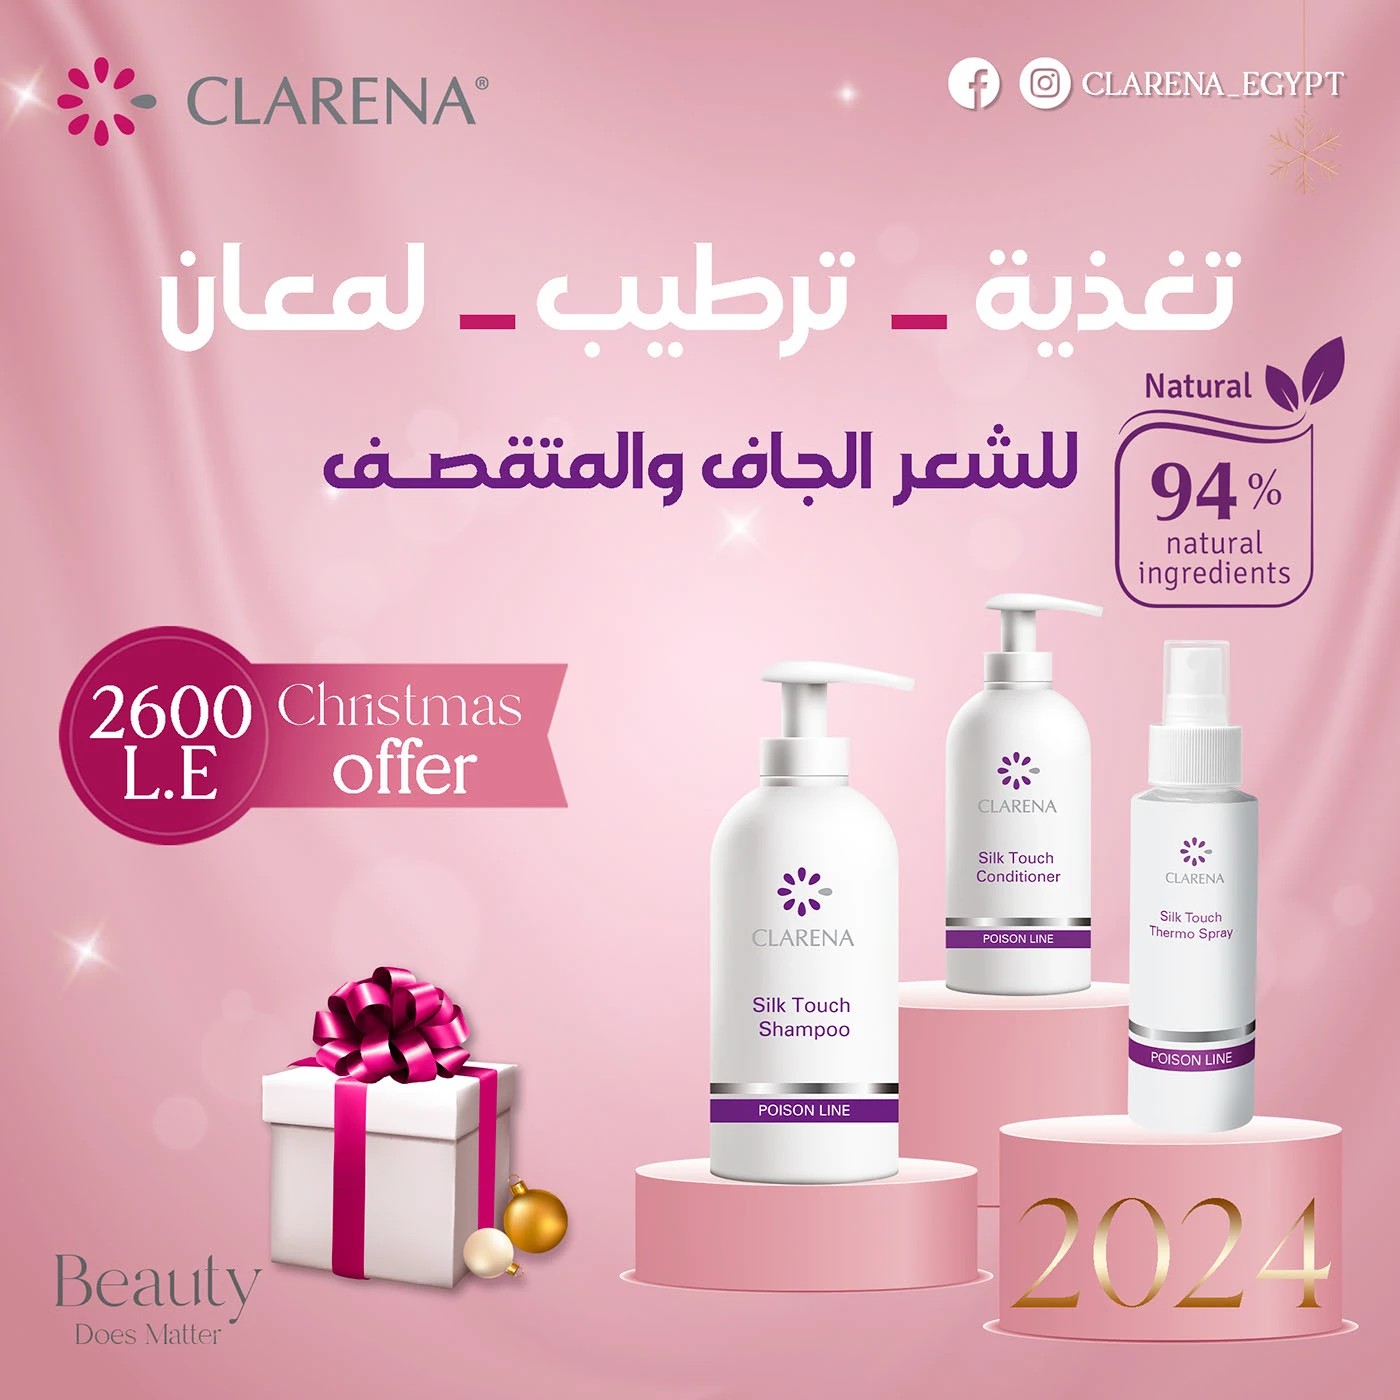 CLARENA®
CLARENA_EGYPT
تغذية _ ترطيب _ لمعان
للشعر الجاف والمتقصف
Natural
94%
natural
ingredients
2600
L.E
Christmas
offer
CLARENA
Silk Touch
Shampoo
POISON LINE
CLARENA
Silk Touch
Conditioner
POISON LINE
CLARENA
Silk Touch
Thermo Spray
POISON LINE
2024
Beauty
Does Matter